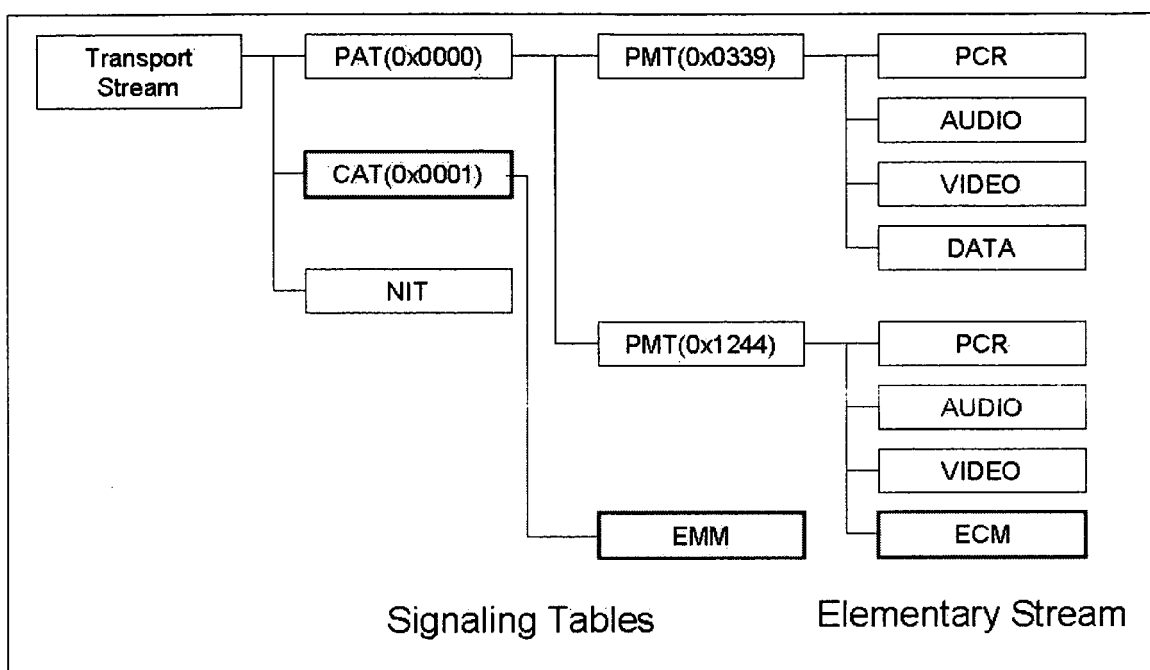 Transport
Stream
PAT(0x0000)
PMT(0x0339)
PCR
AUDIO
CAT(0x0001)
VIDEO
DATA
NIT
PMT(0x1244)
PCR
AUDIO
VIDEO
EMM
ECM
Signaling Tables
Elementary Stream